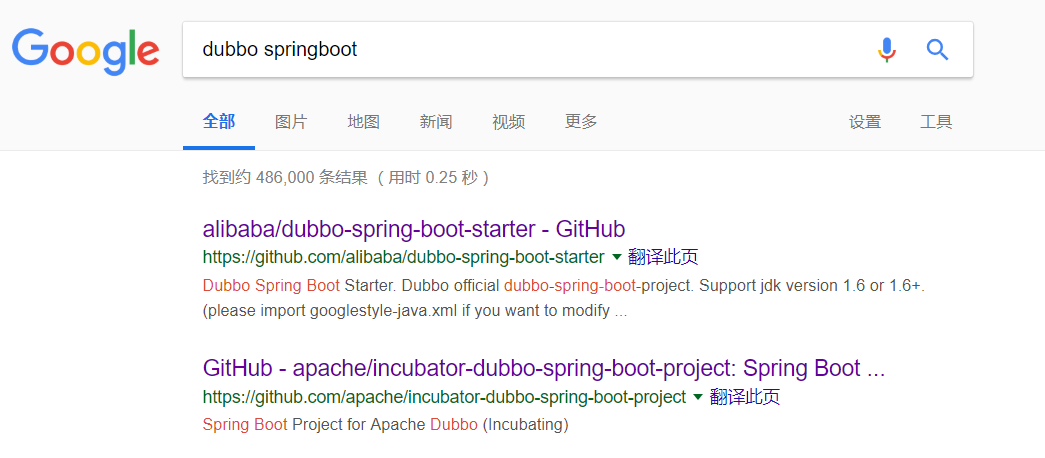 Google
dubbo springboot
全部 图片 地图 新闻 视频 更多 设置 工具
找到约 486,000 条结果 （用时 0.25 秒）
alibaba/dubbo-spring-boot-starter - GitHub
https://github.com/alibaba/dubbo-spring-boot-starter 翻译此页
Dubbo Spring Boot Starter. Dubbo official dubbo-spring-boot-project. Support jdk version 1.6 or 1.6+.
(please import googlestyle-java.xml if you want to modify ...
GitHub - apache/incubator-dubbo-spring-boot-project: Spring Boot ...
https://github.com/apache/incubator-dubbo-spring-boot-project 翻译此页
Spring Boot Project for Apache Dubbo (Incubating)